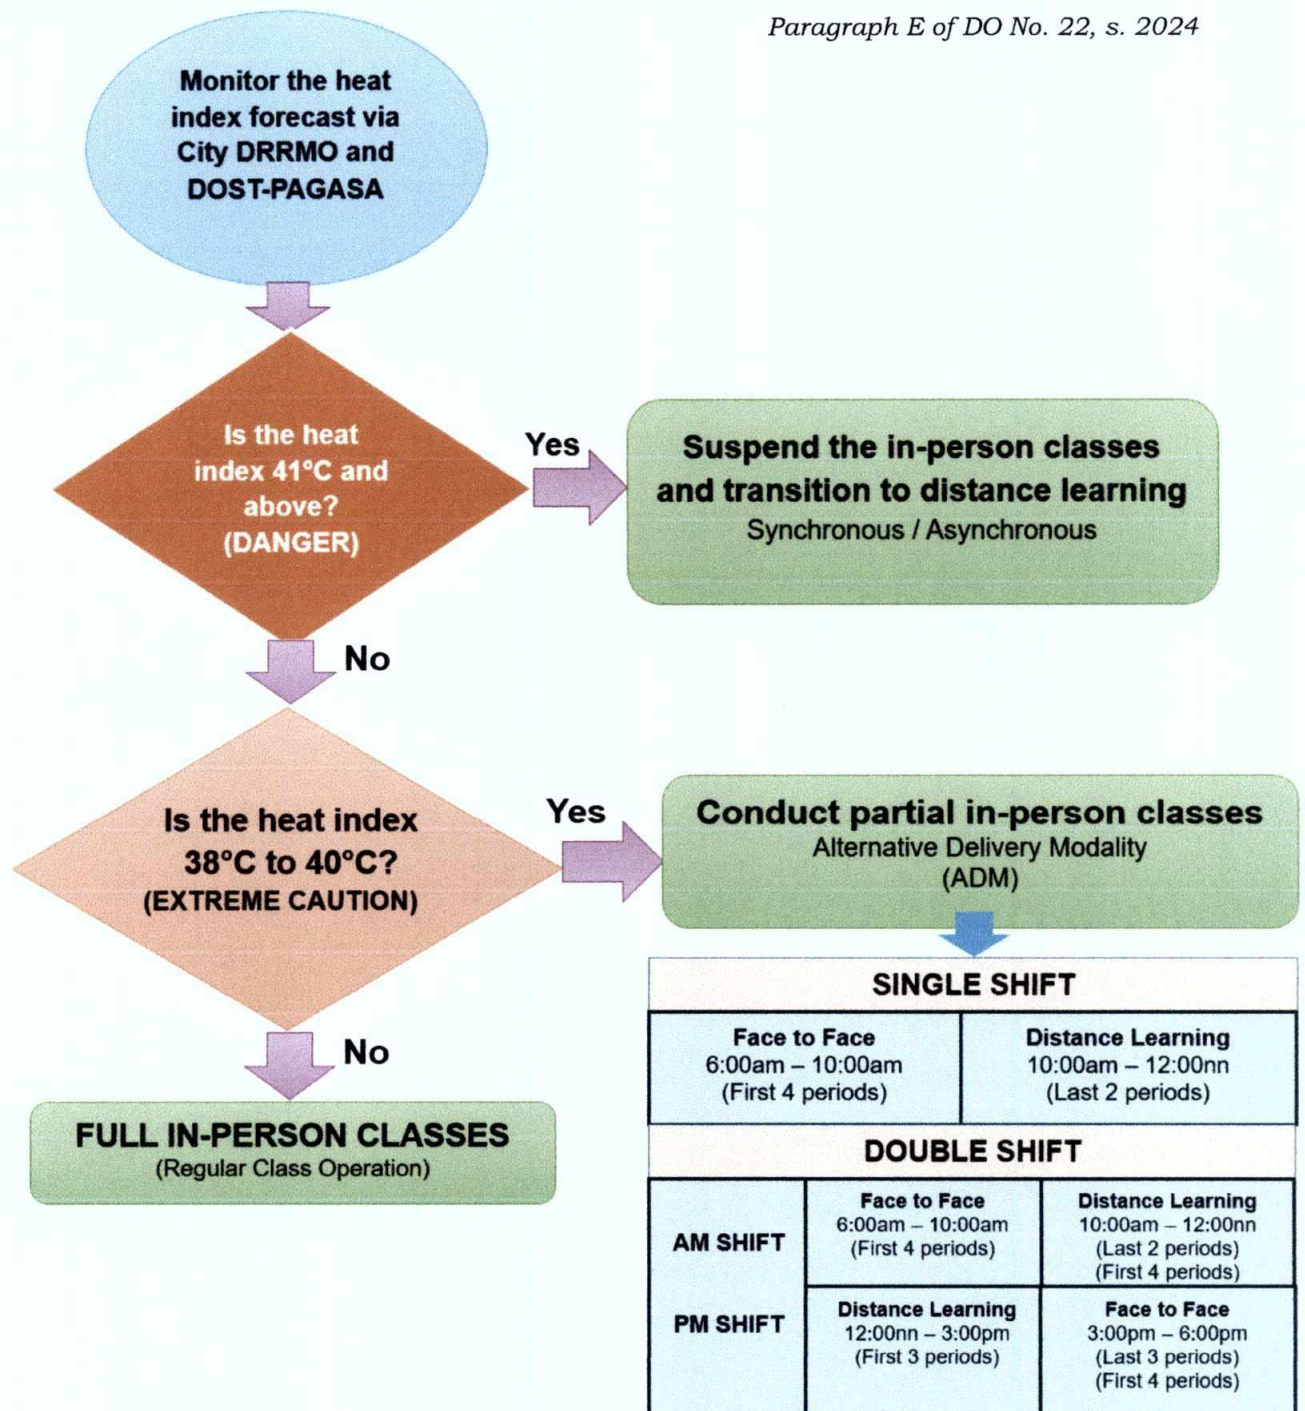 Paragraph E of DO No. 22, s. 2024
Monitor the heat
index forecast via
City DRRMO and
DOST-PAGASA
Is the heat
index 41°C and
above?
(DANGER)
Yes
Suspend the in-person classes
and transition to distance learning
Synchronous / Asynchronous
No
Is the heat index
38°C to 40°C?
(EXTREME CAUTION)
Yes
Conduct partial in-person classes
Alternative Delivery Modality
(ADM)
No
FULL IN-PERSON CLASSES
(Regular Class Operation)
SINGLE SHIFT
Face to Face
6:00am – 10:00am
(First 4 periods)
Distance Learning
10:00am – 12:00nn
(Last 2 periods)
DOUBLE SHIFT
AM SHIFT
Face to Face
6:00am – 10:00am
(First 4 periods)
Distance Learning
10:00am – 12:00nn
(Last 2 periods)
(First 4 periods)
PM SHIFT
Distance Learning
12:00nn – 3:00pm
(First 3 periods)
Face to Face
3:00pm – 6:00pm
(Last 3 periods)
(First 4 periods)